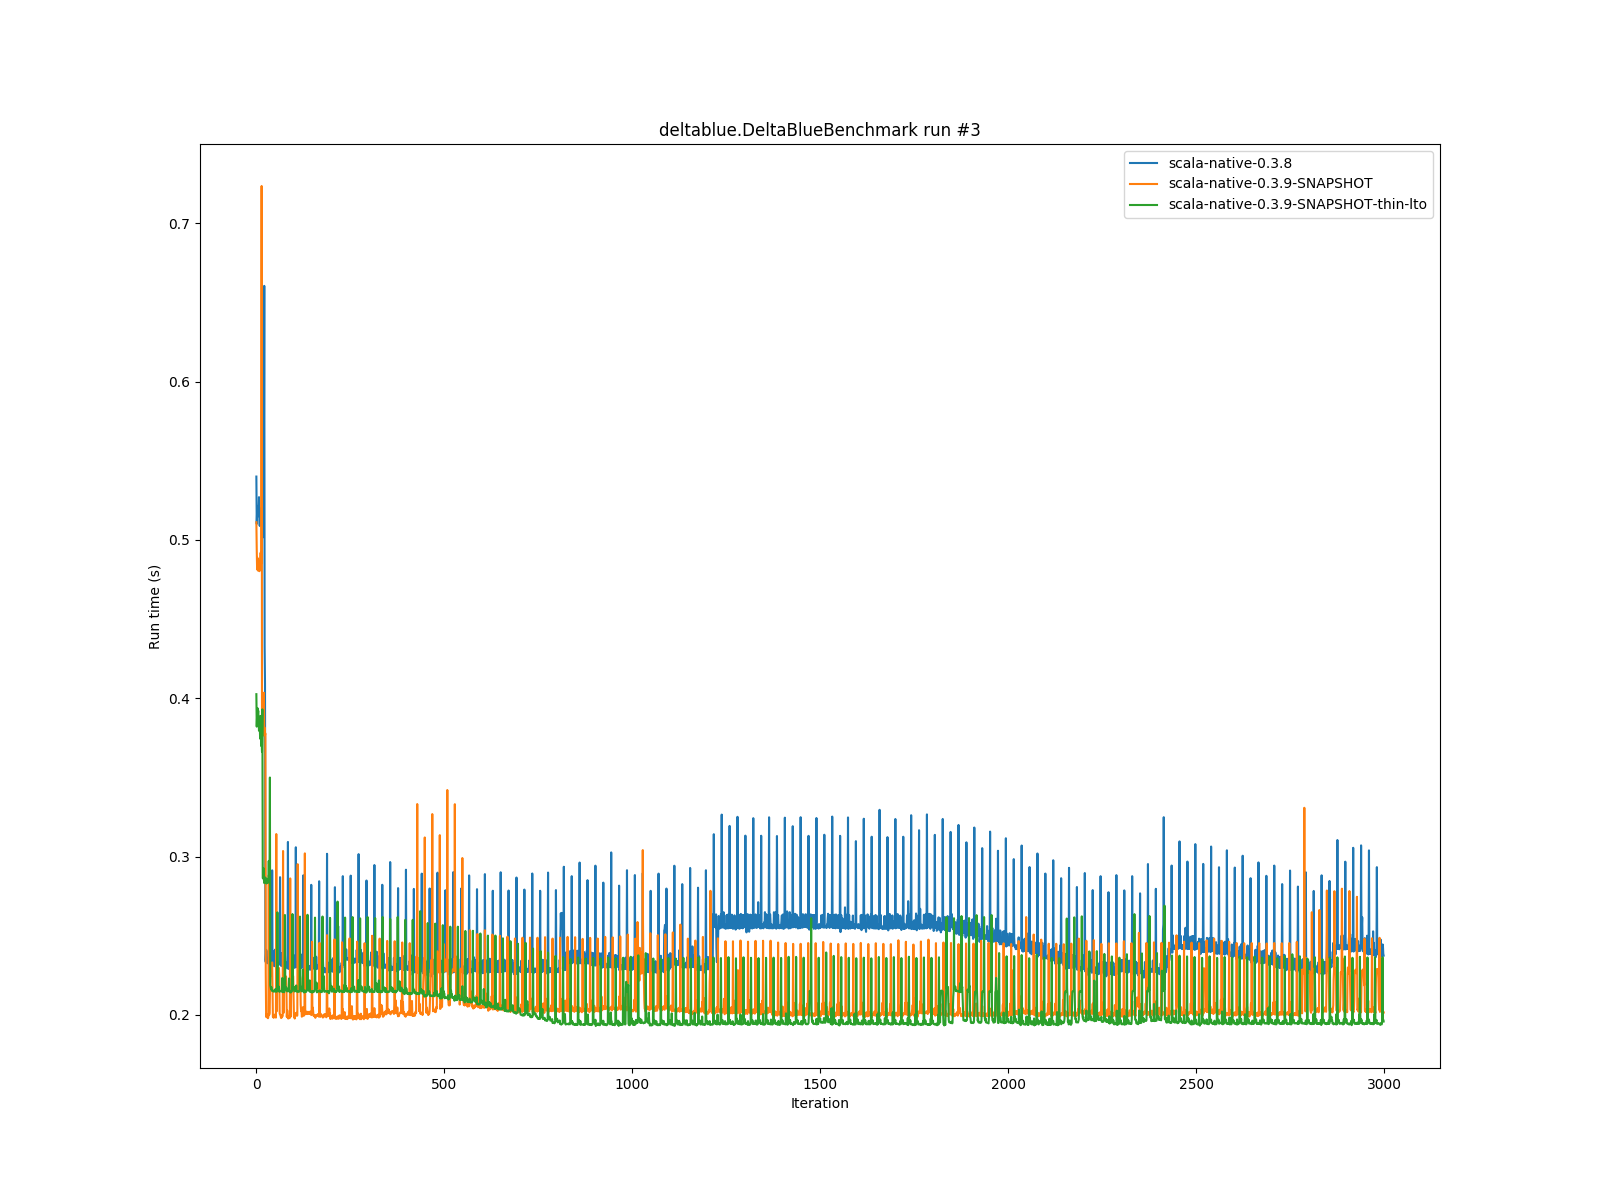 deltablue.DeltaBlueBenchmark run #3
scala-native-0.3.8
scala-native-0.3.9-SNAPSHOT
scala-native-0.3.9-SNAPSHOT-thin-lto
0.7
0.6
0.5
0.4
0.3
0.2
Run time (s)
0 500 1000 1500 2000 2500 3000
Iteration